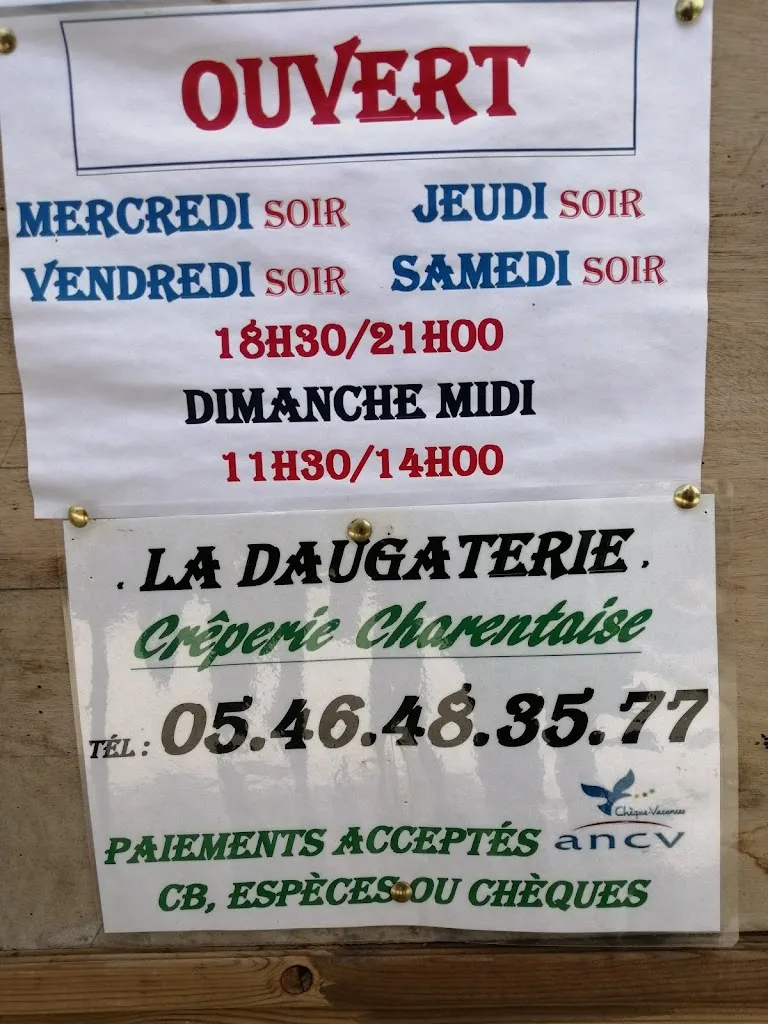 OUVERT
MERCREDI SOIR JEUDI SOIR
VENDREDI SOIR SAMEDI SOIR
18H30/21H00
DIMANCHE MIDI
11H30/14H00
. LA DAUGATERIE .
Crêperie Charentaise
TÉL : 05.46.48.35.77
Chèque-Vacances
PAIEMENTS ACCEPTÉS ancv
CB, ESPÈCES OU CHÈQUES